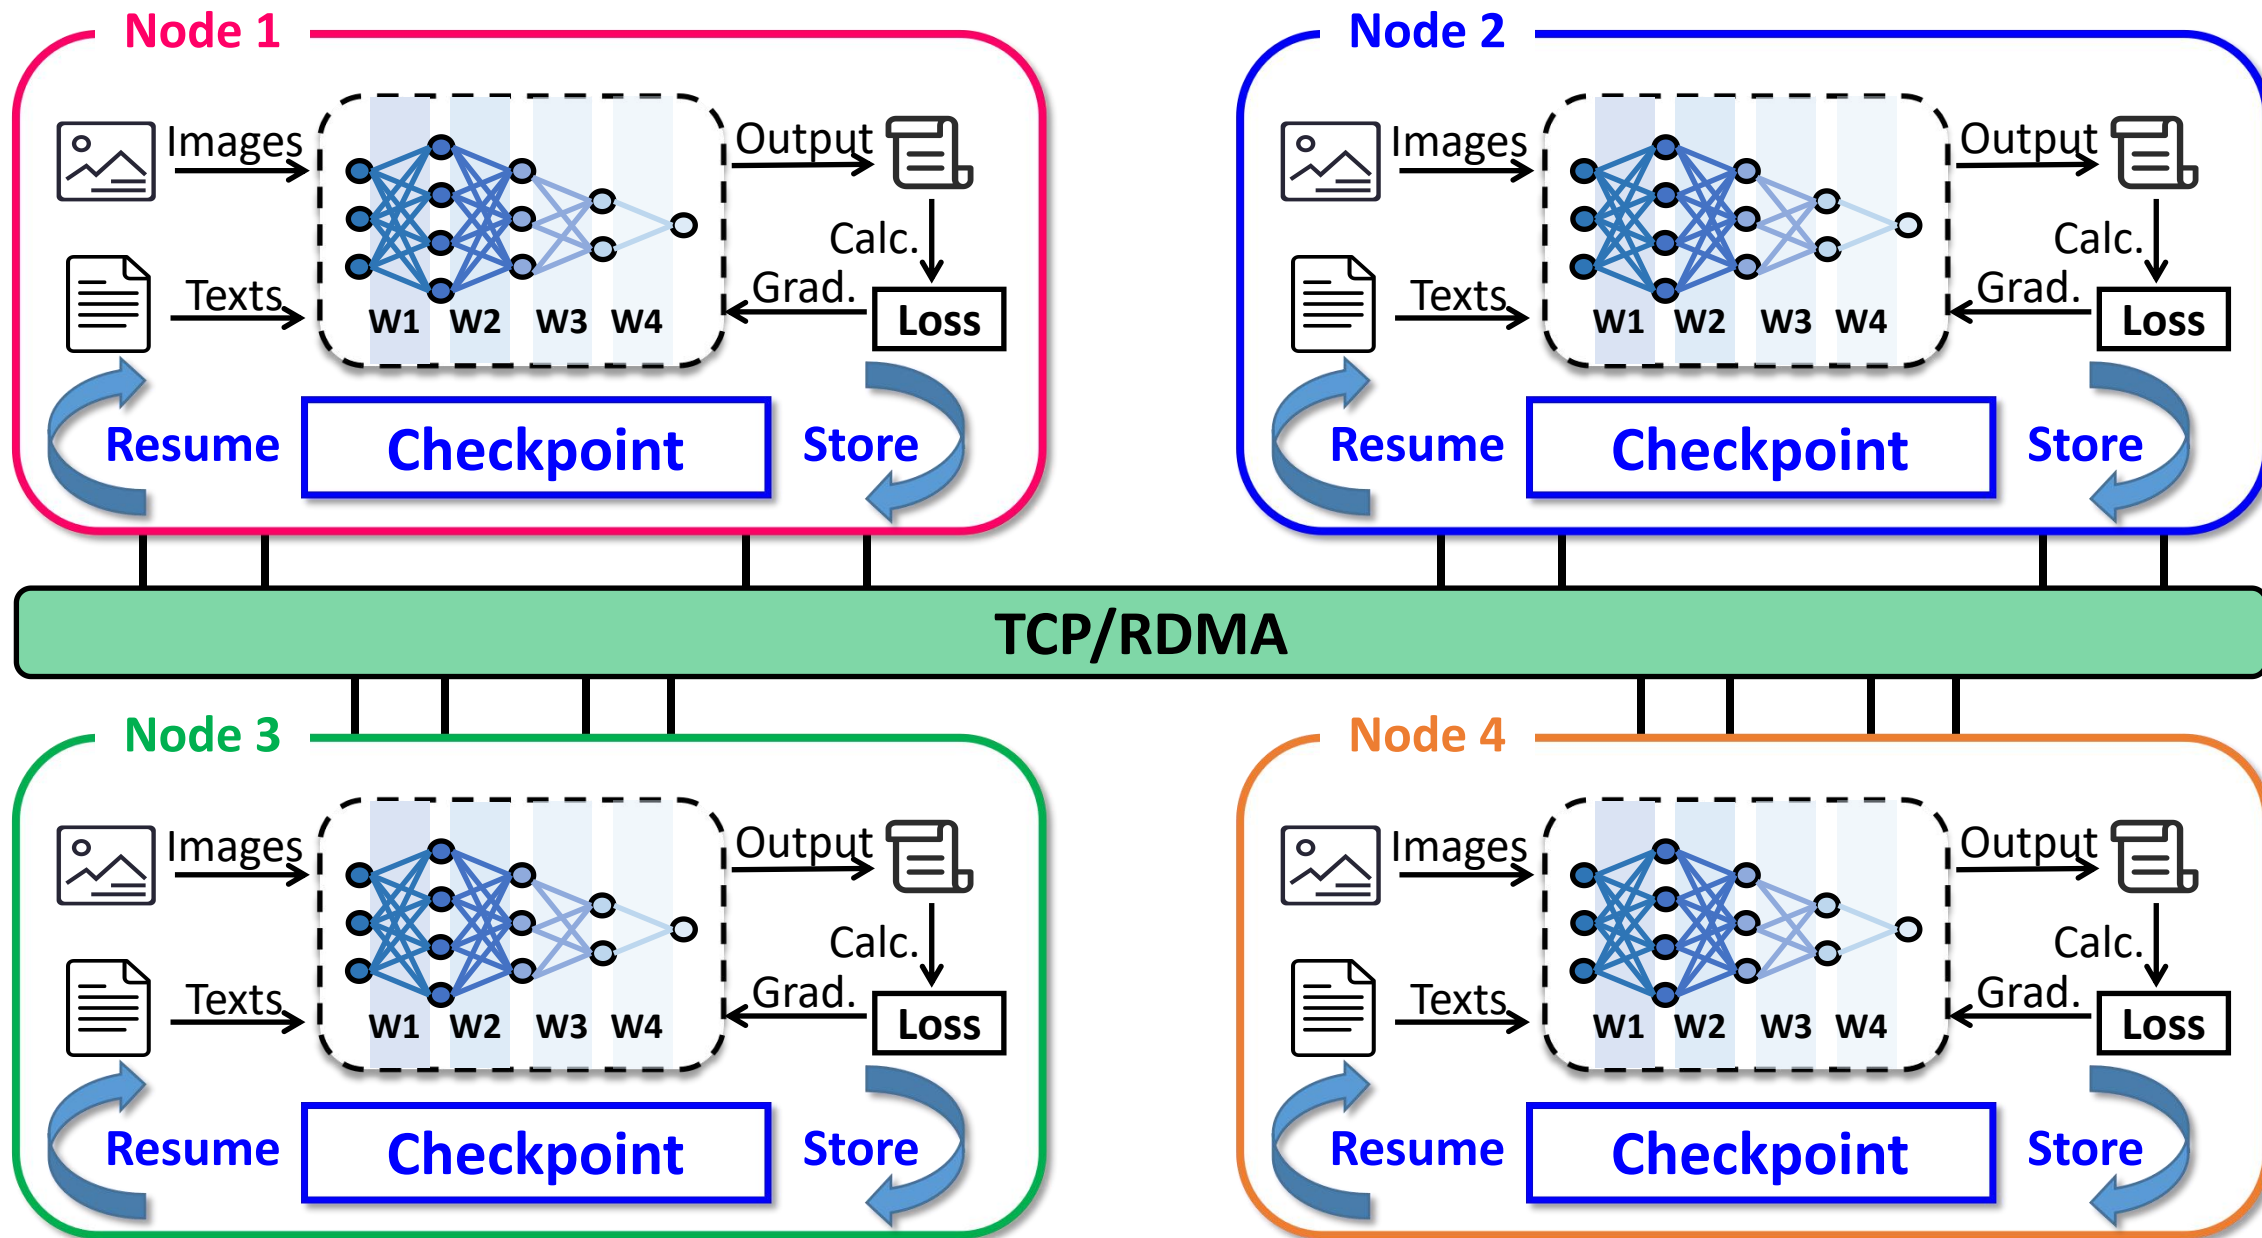 Node 1
Images
Output
Calc.
Texts
Grad.
W1 W2 W3 W4
Loss
Resume
Checkpoint
Store
Node 2
Images
Output
Calc.
Texts
Grad.
W1 W2 W3 W4
Loss
Resume
Checkpoint
Store
TCP/RDMA
Node 3
Images
Output
Calc.
Texts
Grad.
W1 W2 W3 W4
Loss
Resume
Checkpoint
Store
Node 4
Images
Output
Calc.
Texts
Grad.
W1 W2 W3 W4
Loss
Resume
Checkpoint
Store